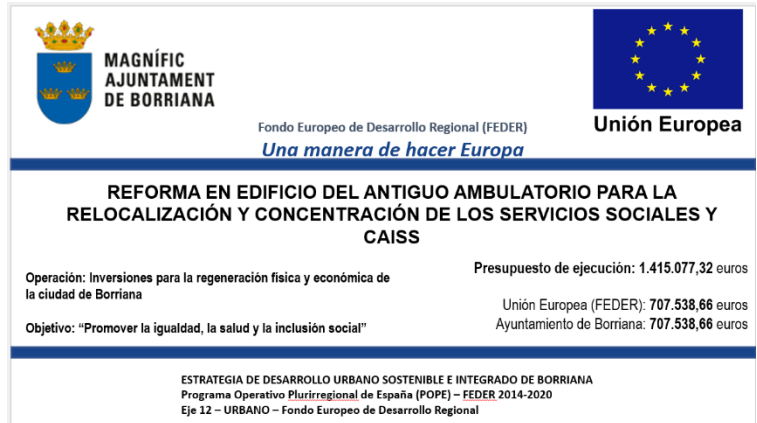 MAGNÍFIC
AJUNTAMENT
DE BORRIANA
Fondo Europeo de Desarrollo Regional (FEDER)
Una manera de hacer Europa
Unión Europea
REFORMA EN EDIFICIO DEL ANTIGUO AMBULATORIO PARA LA
RELOCALIZACIÓN Y CONCENTRACIÓN DE LOS SERVICIOS SOCIALES Y
CAISS
Operación: Inversiones para la regeneración física y económica de
la ciudad de Borriana
Objetivo: “Promover la igualdad, la salud y la inclusión social”
Presupuesto de ejecución: 1.415.077,32 euros
Unión Europea (FEDER): 707.538,66 euros
Ayuntamiento de Borriana: 707.538,66 euros
ESTRATEGIA DE DESARROLLO URBANO SOSTENIBLE E INTEGRADO DE BORRIANA
Programa Operativo Plurirregional de España (POPE) – FEDER 2014-2020
Eje 12 – URBANO – Fondo Europeo de Desarrollo Regional